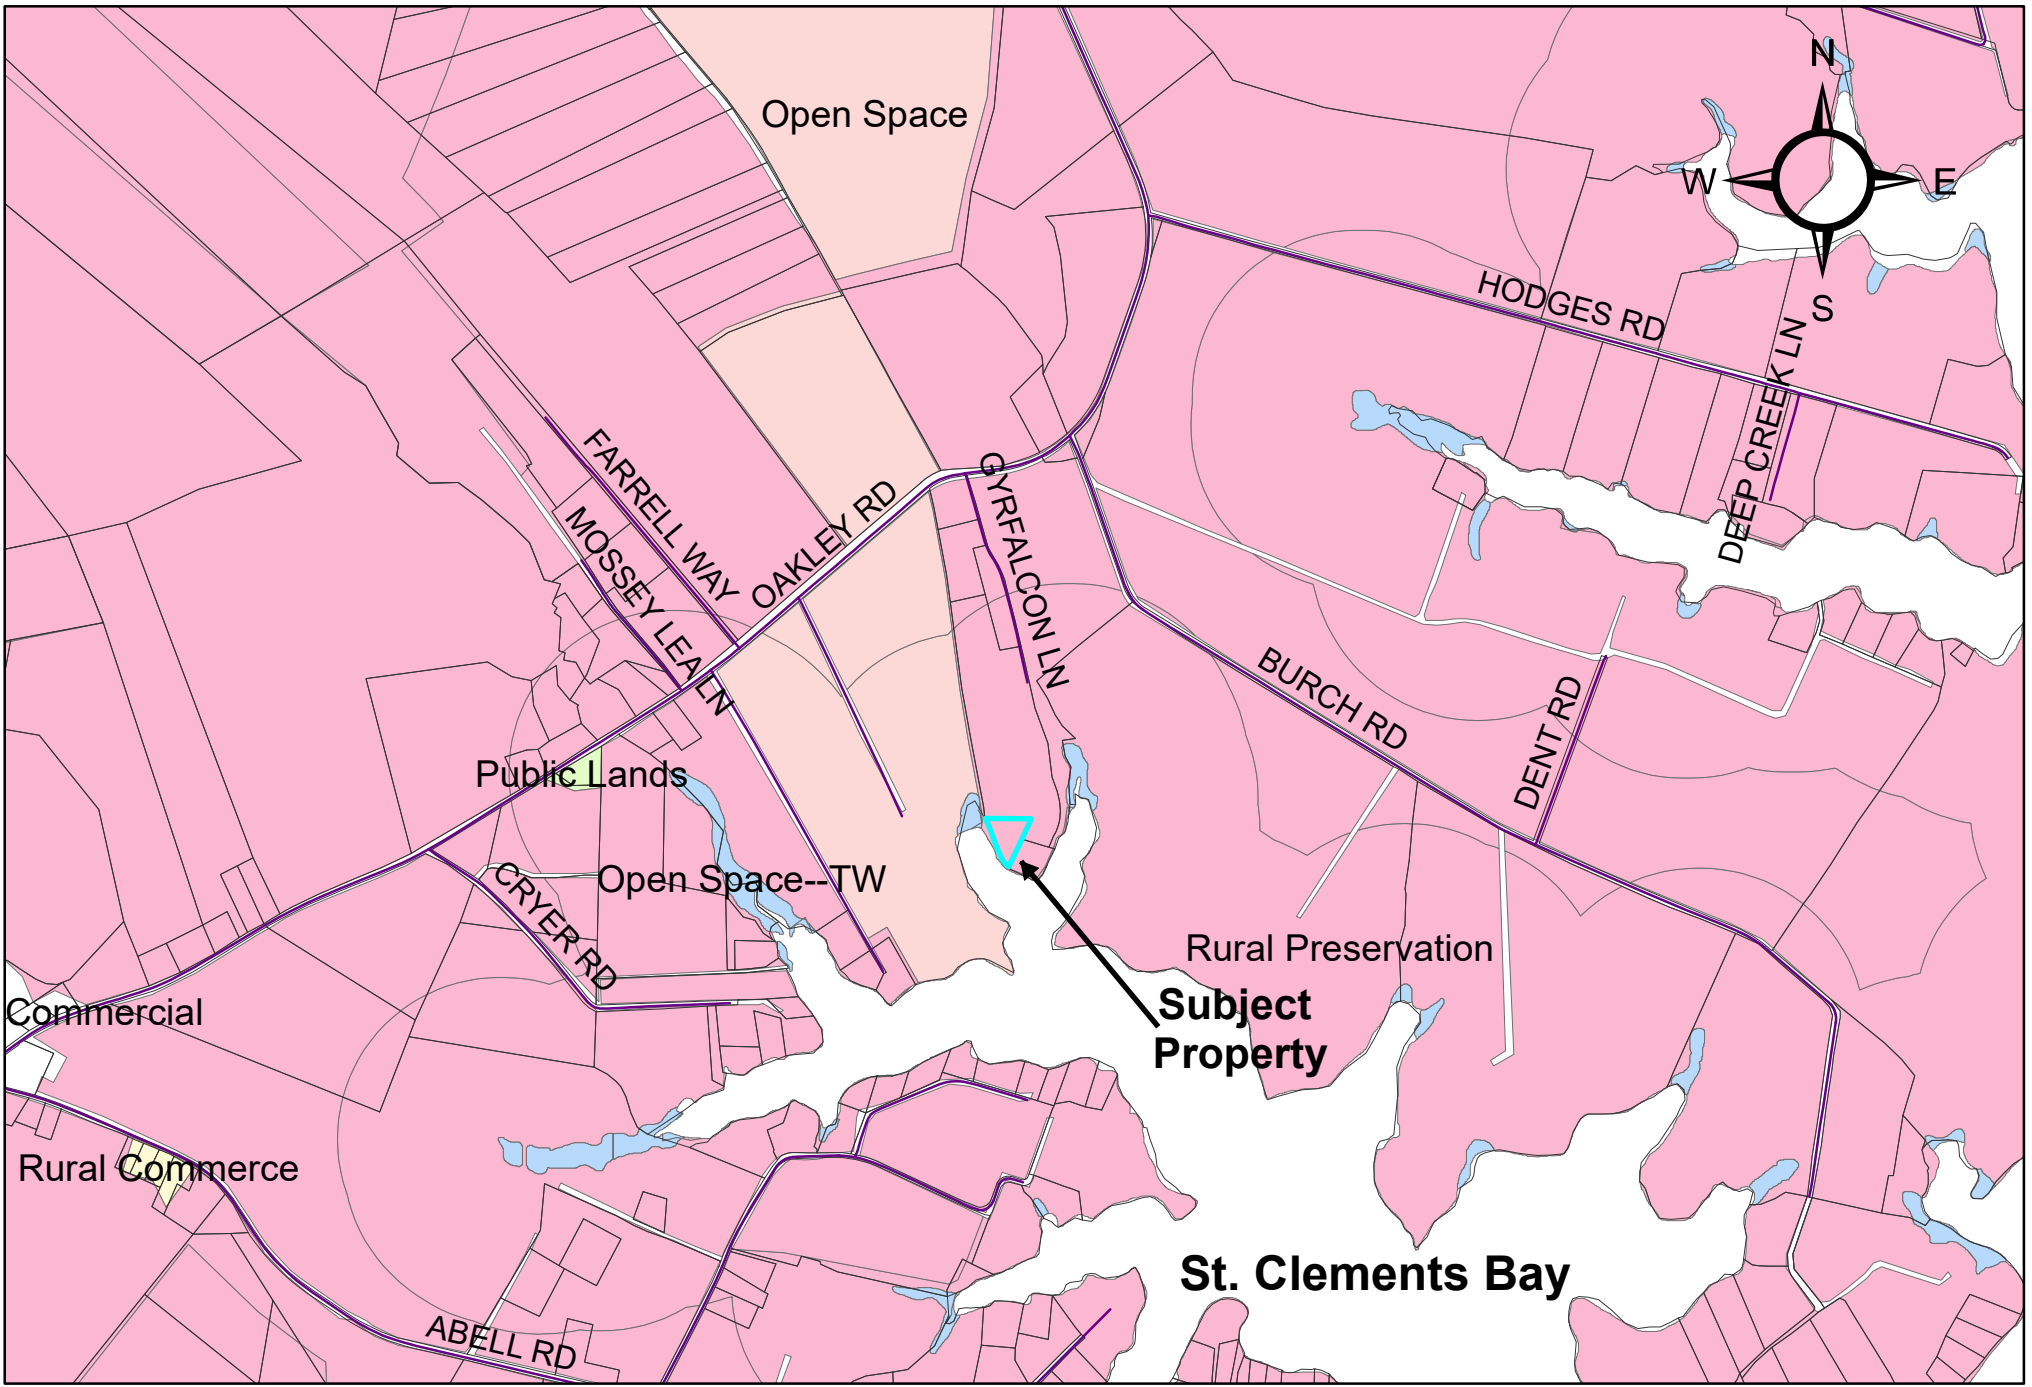 N
Open Space
W
E
HODGES RD
S
DEEP CREEK LN
FARRELL WAY
GYRFALCON LN
OAKLEY RD
MOSSEY LEA LN
BURCH RD
DENT RD
Public Lands
Open Space--TW
CRYER RD
Rural Preservation
Commercial
Subject
Property
Rural Commerce
St. Clements Bay
ABELL RD